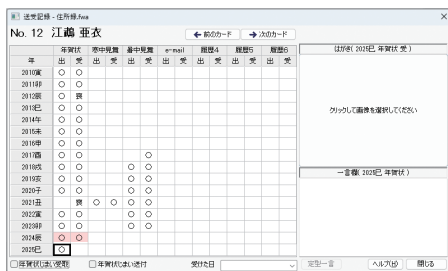 送受記録 - 住所録.fwa
No. 12 江嶋 亜衣
← 前のカード → 次のカード
年賀状 寒中見舞 暑中見舞 e-mail 履歴4 履歴5 履歴6
年 出 受 出 受 出 受 出 受 出 受 出 受 出 受
2010寅 ○ ○
2011卯 ○ ○
2012辰 ○ 喪
2013巳 ○ ○
2014午 ○ ○
2015未 ○ ○
2016申 ○ ○
2017酉 ○ ○ ○
2018戌 ○ ○ ○ ○
2019亥 ○ ○ ○ ○
2020子 ○ ○ ○ ○
2021丑 喪 ○ ○ ○ ○
2022寅 ○ ○ ○ ○
2023卯 ○ ○ ○ ○
2024辰 ○ ○
2025巳 ○
はがき( 2025巳 年賀状 受 )
クリックして画像を選択してください
一言欄( 2025巳 年賀状 )
年賀状じまい受取 年賀状じまい送付 受けた日
定型一言 ヘルプ(H) 閉じる